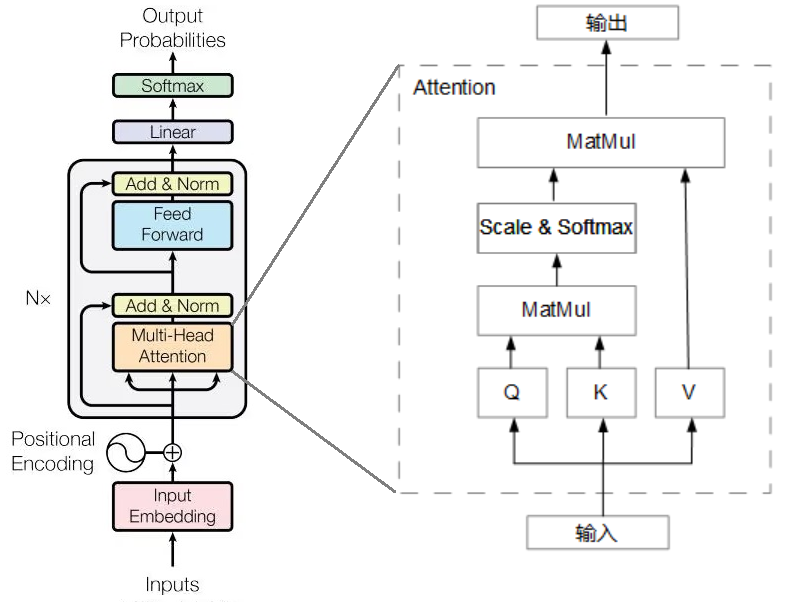 Output
Probabilities
Softmax
Linear
Add & Norm
Feed
Forward
Add & Norm
Multi-Head
Attention
N×
Positional
Encoding
Input
Embedding
Inputs
输出
Attention
MatMul
Scale & Softmax
MatMul
Q
K
V
输入